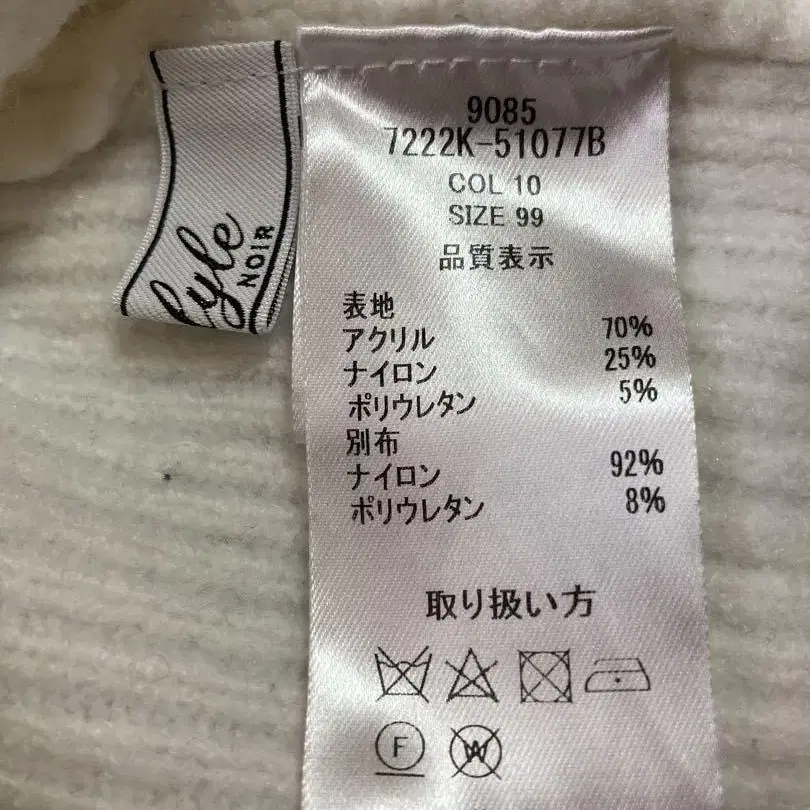 fyle
NOIR
9085
7222K-51077B
COL 10
SIZE 99
品質表示
表地
アクリル 70%
ナイロン 25%
ポリウレタン 5%
別布
ナイロン 92%
ポリウレタン 8%
取り扱い方
F
W